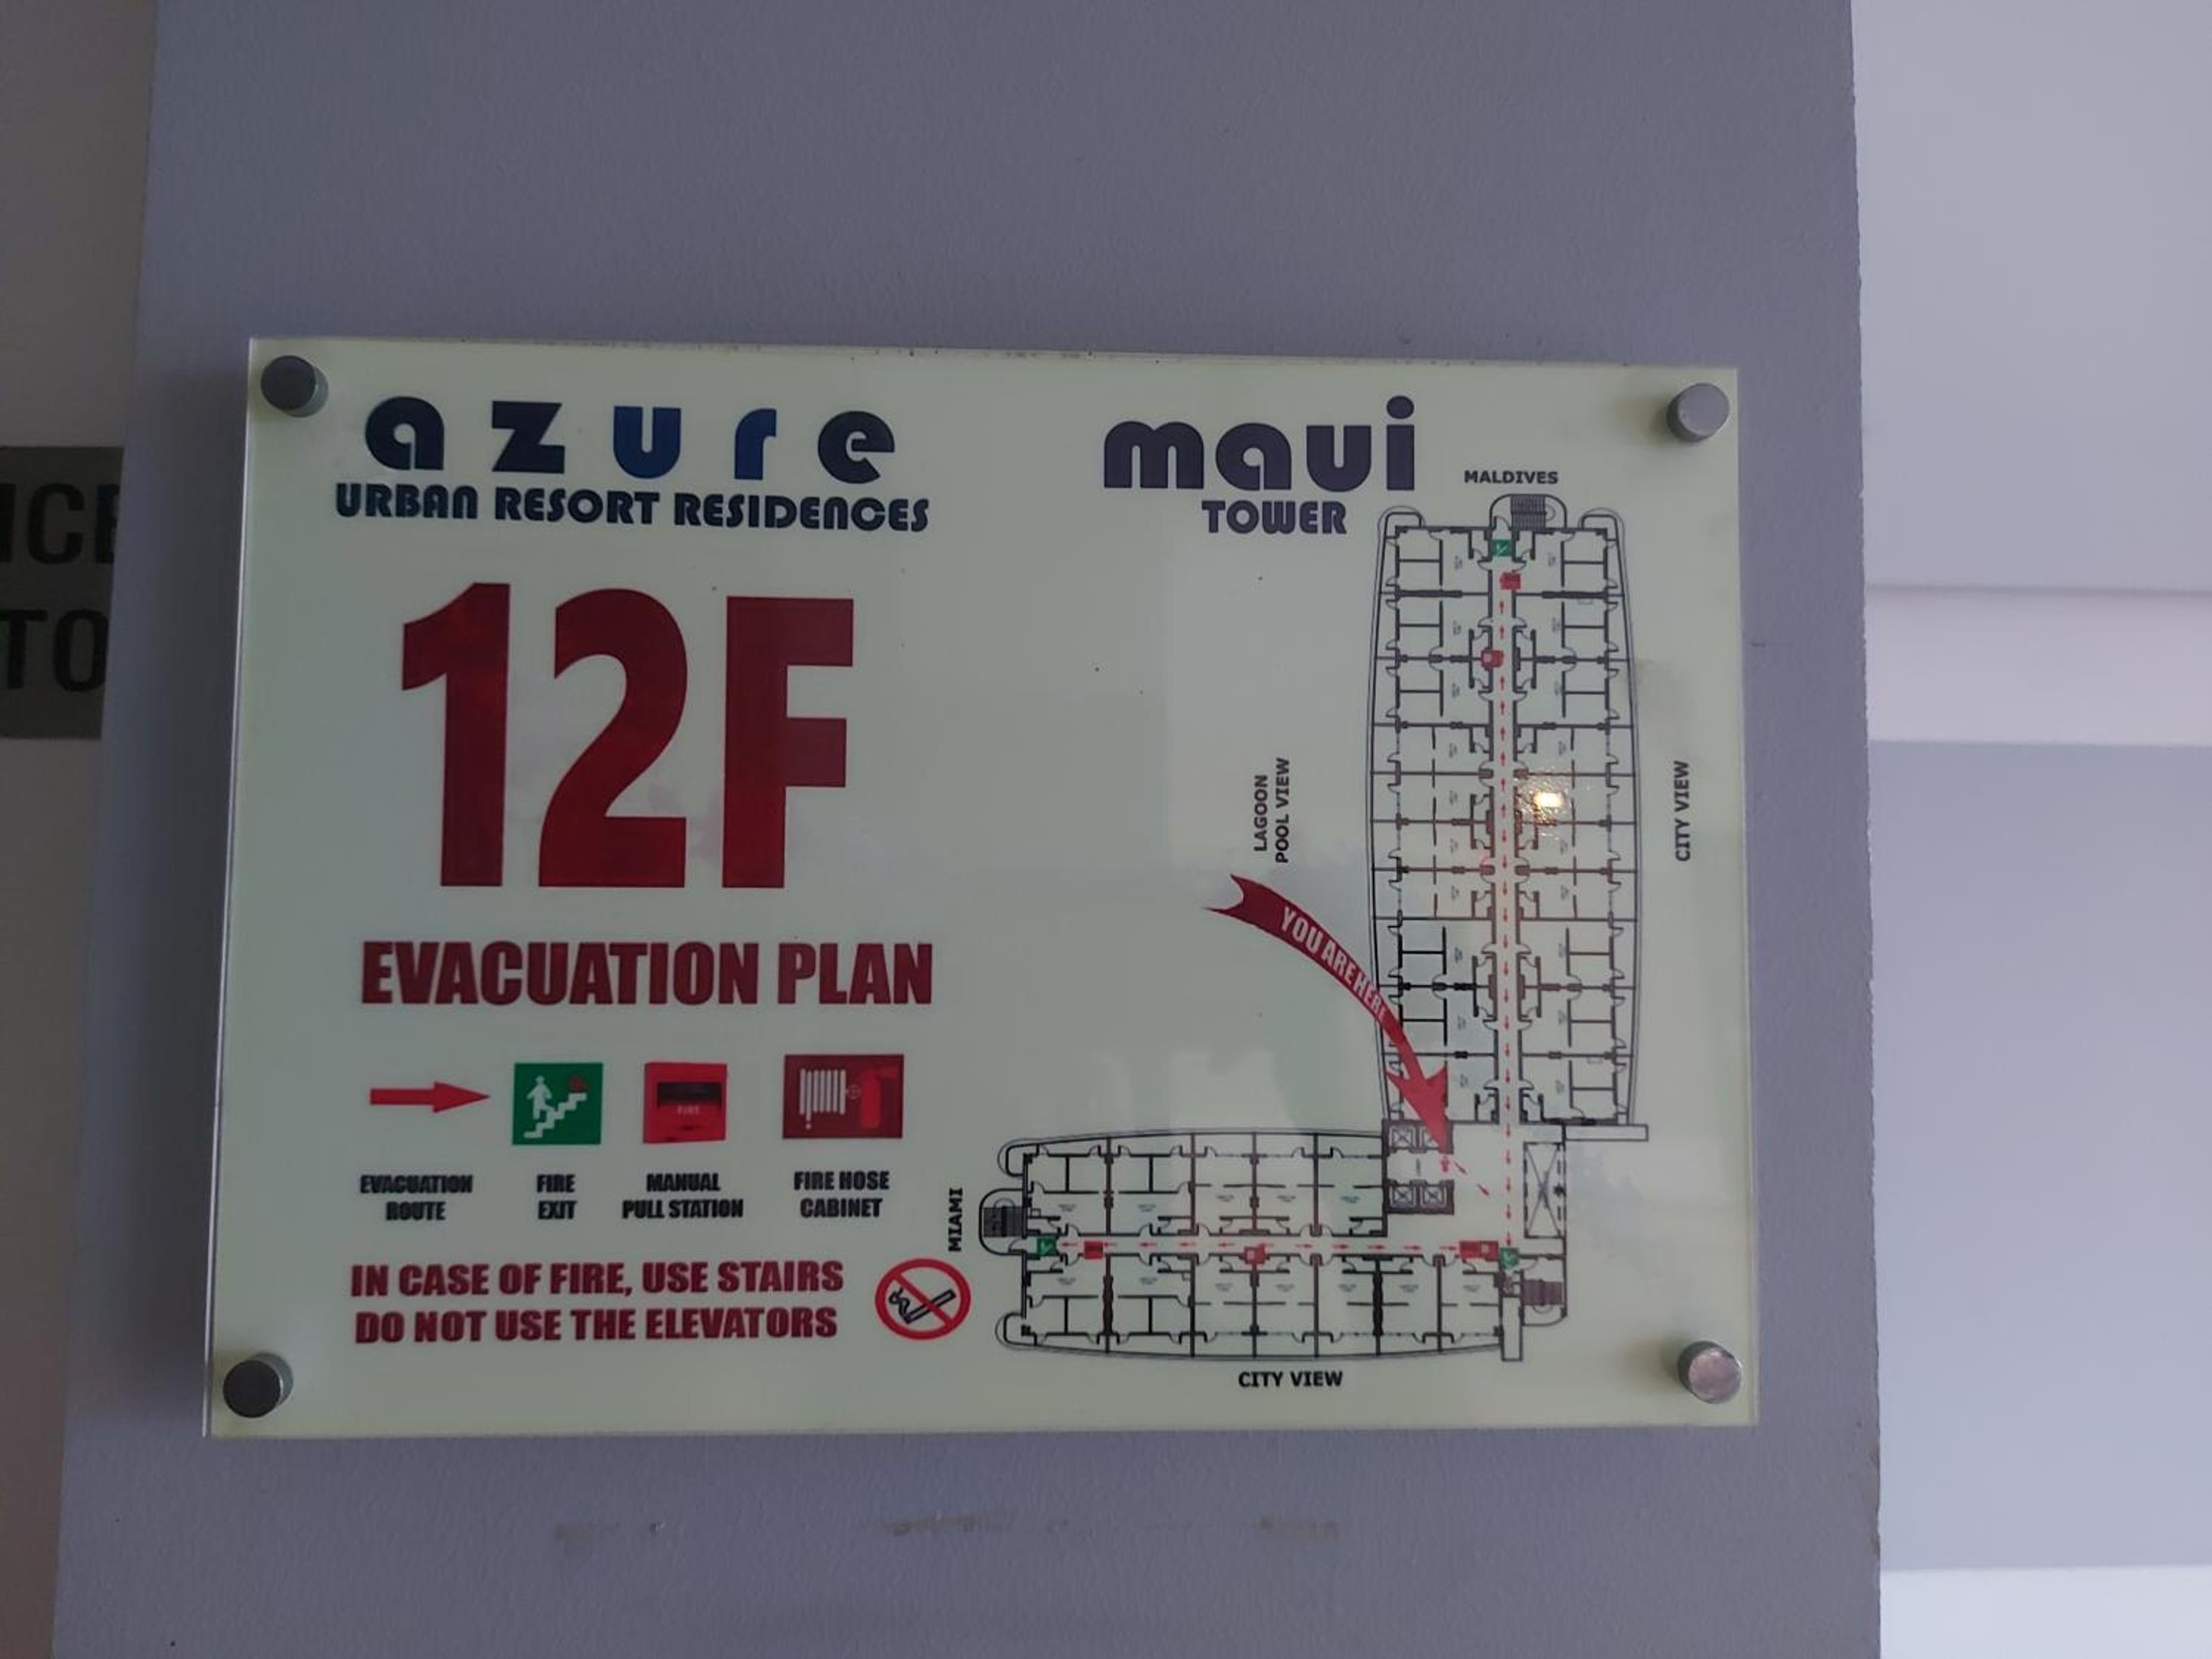 azure
URBAN RESORT RESIDENCES
maui
TOWER
12F
EVACUATION PLAN
EVACUATION
ROUTE
FIRE
EXIT
FIRE
MANUAL
PULL STATION
FIRE HOSE
CABINET
IN CASE OF FIRE, USE STAIRS
DO NOT USE THE ELEVATORS
MALDIVES
LAGOON
POOL VIEW
CITY VIEW
YOU ARE HERE
MIAMI
CITY VIEW
TO